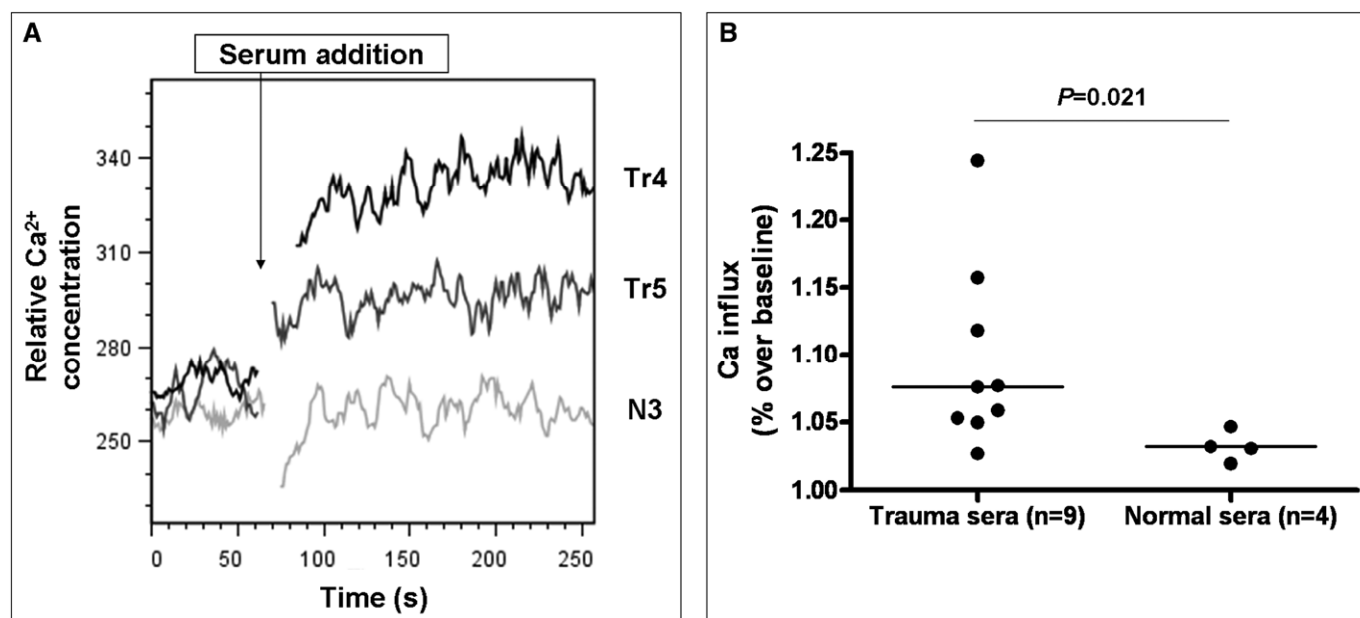 A
Serum addition
340
310
280
250
Relative Ca²⁺
concentration
Tr4
Tr5
N3
0
50
100
150
200
250
Time (s)
B
P=0.021
1.25
1.20
1.15
1.10
1.05
1.00
Ca influx
(% over baseline)
Trauma sera (n=9)
Normal sera (n=4)